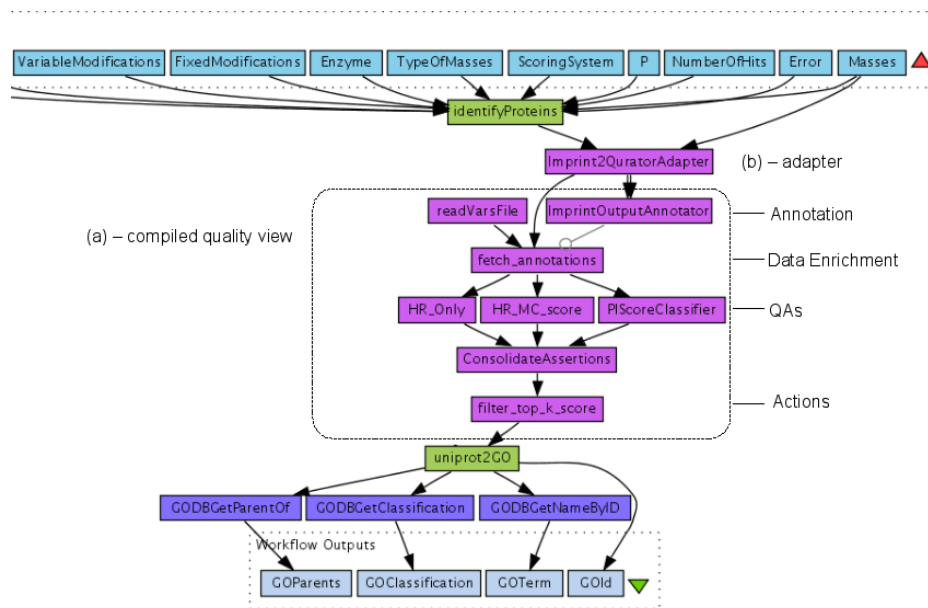 VariableModifications FixedModifications Enzyme TypeOfMasses ScoringSystem P NumberOfHits Error Masses
identifyProteins
Imprint2QuratorAdapter (b) – adapter
readVarsFile ImprintOutputAnnotator Annotation
(a) – compiled quality view
fetch_annotations Data Enrichment
HR_Only HR_MC_score PIScoreClassifier QAs
ConsolidateAssertions
filter_top_k_score Actions
uniprot2GO
GODBGetParentOf GODBGetClassification GODBGetNameByID
Workflow Outputs
GOParents GOClassification GOTerm GOId